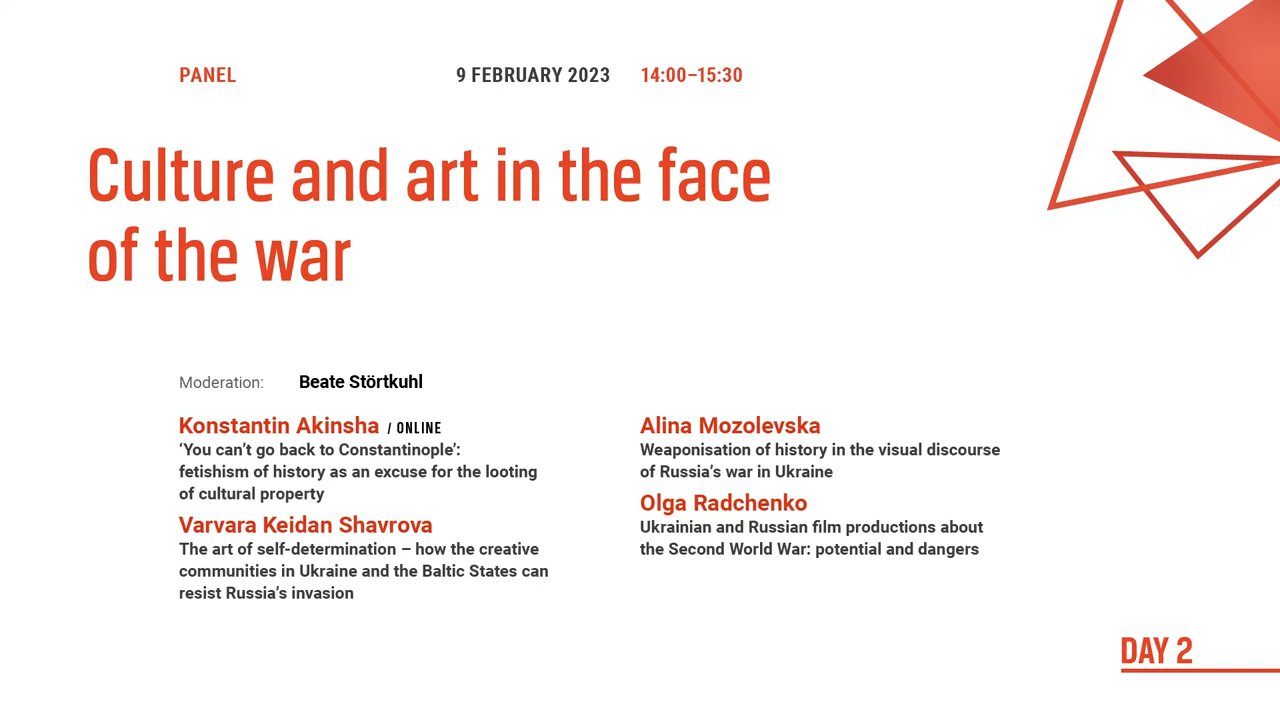 PANEL
9 FEBRUARY 2023 14:00–15:30
Culture and art in the face
of the war
Moderation: Beate Störtkuhl
Konstantin Akinsha / ONLINE
‘You can’t go back to Constantinople’:
fetishism of history as an excuse for the looting
of cultural property
Varvara Keidan Shavrova
The art of self-determination – how the creative
communities in Ukraine and the Baltic States can
resist Russia’s invasion
Alina Mozolevska
Weaponisation of history in the visual discourse
of Russia’s war in Ukraine
Olga Radchenko
Ukrainian and Russian film productions about
the Second World War: potential and dangers
DAY 2